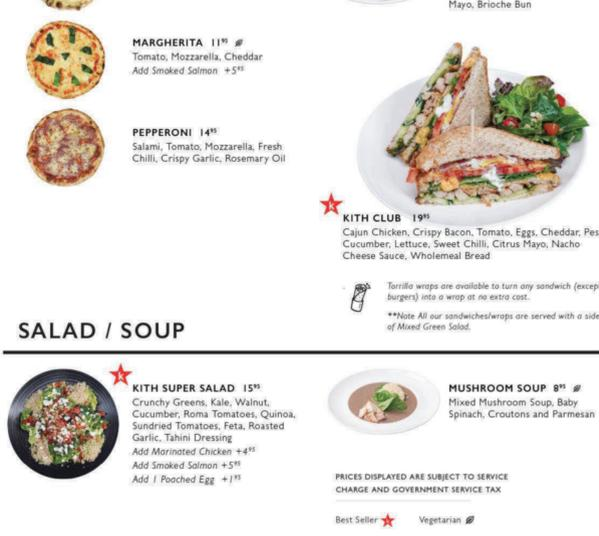 Mayo, Brioche Bun
MARGHERITA 11⁹⁵
Tomato, Mozzarella, Cheddar
Add Smoked Salmon +5⁹⁵
PEPPERONI 14⁹⁵
Salami, Tomato, Mozzarella, Fresh
Chilli, Crispy Garlic, Rosemary Oil
K
KITH CLUB 19⁹⁵
Cajun Chicken, Crispy Bacon, Tomato, Eggs, Cheddar, Pes
Cucumber, Lettuce, Sweet Chilli, Citrus Mayo, Nacho
Cheese Sauce, Wholemeal Bread
Torrilla wraps are available to turn any sandwich (excep
burgers) into a wrap at no extra cost.
**Note All our sandwiches/wraps are served with a side
of Mixed Green Salad.
SALAD / SOUP
K
KITH SUPER SALAD 15⁹⁵
Crunchy Greens, Kale, Walnut,
Cucumber, Roma Tomatoes, Quinoa,
Sundried Tomatoes, Feta, Roasted
Garlic, Tahini Dressing
Add Marinated Chicken +4⁹⁵
Add Smoked Salmon +5⁹⁵
Add 1 Poached Egg +1⁹⁵
MUSHROOM SOUP 8⁹⁵
Mixed Mushroom Soup, Baby
Spinach, Croutons and Parmesan
PRICES DISPLAYED ARE SUBJECT TO SERVICE
CHARGE AND GOVERNMENT SERVICE TAX
Best Seller K Vegetarian